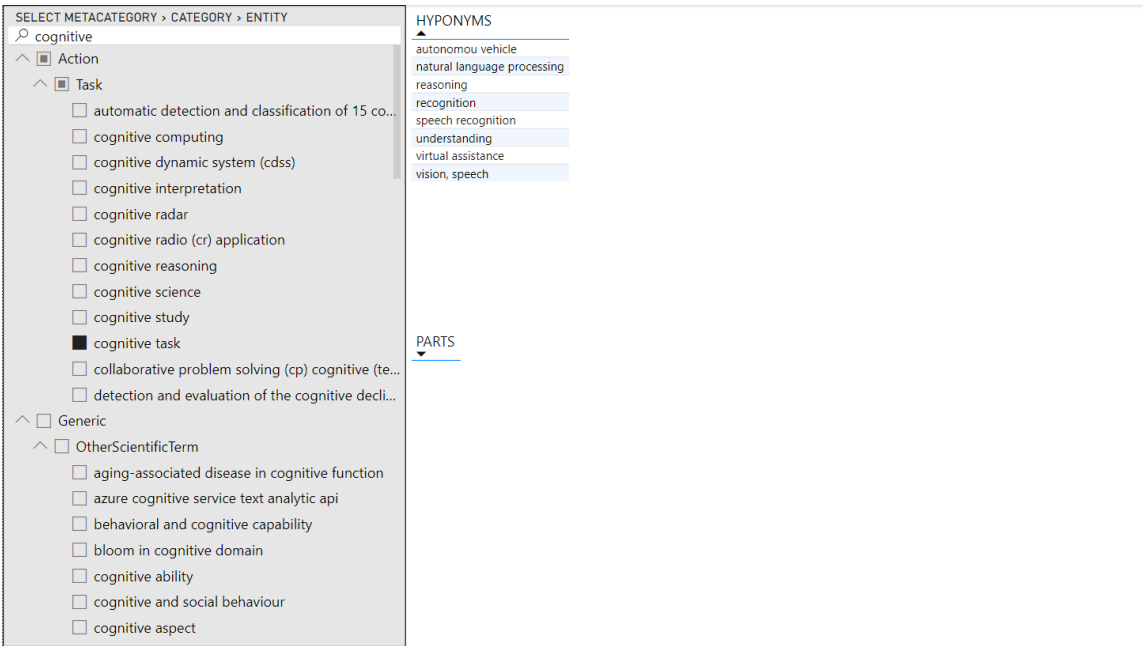 SELECT METACATEGORY > CATEGORY > ENTITY
cognitive
Action
Task
automatic detection and classification of 15 co...
cognitive computing
cognitive dynamic system (cdss)
cognitive interpretation
cognitive radar
cognitive radio (cr) application
cognitive reasoning
cognitive science
cognitive study
cognitive task
collaborative problem solving (cp) cognitive (te...
detection and evaluation of the cognitive decli...
Generic
OtherScientificTerm
aging-associated disease in cognitive function
azure cognitive service text analytic api
behavioral and cognitive capability
bloom in cognitive domain
cognitive ability
cognitive and social behaviour
cognitive aspect
HYPONYMS
autonomou vehicle
natural language processing
reasoning
recognition
speech recognition
understanding
virtual assistance
vision, speech
PARTS